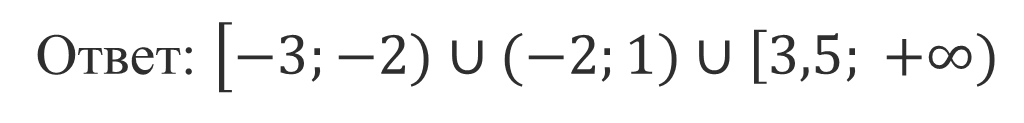 Ответ: [−3; −2) ∪ (−2; 1) ∪ [3,5; +∞)